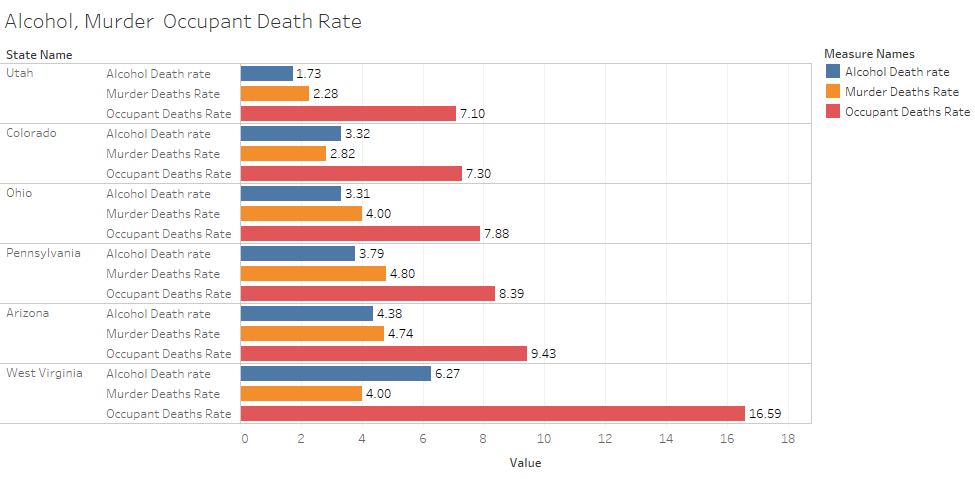 Alcohol, Murder Occupant Death Rate
State Name
Utah Alcohol Death rate 1.73
Murder Deaths Rate 2.28
Occupant Deaths Rate 7.10
Colorado Alcohol Death rate 3.32
Murder Deaths Rate 2.82
Occupant Deaths Rate 7.30
Ohio Alcohol Death rate 3.31
Murder Deaths Rate 4.00
Occupant Deaths Rate 7.88
Pennsylvania Alcohol Death rate 3.79
Murder Deaths Rate 4.80
Occupant Deaths Rate 8.39
Arizona Alcohol Death rate 4.38
Murder Deaths Rate 4.74
Occupant Deaths Rate 9.43
West Virginia Alcohol Death rate 6.27
Murder Deaths Rate 4.00
Occupant Deaths Rate 16.59
0 2 4 6 8 10 12 14 16 18
Value
Measure Names
Alcohol Death rate
Murder Deaths Rate
Occupant Deaths Rate